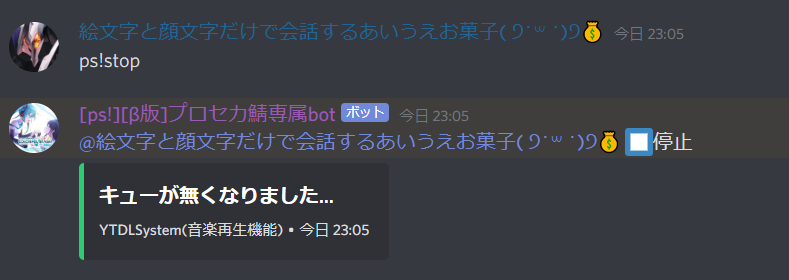 絵文字と顔文字だけで会話するあいうえお菓子( ੭˙꒳​˙)੭💰 今日 23:05
ps!stop
[ps!][β版]プロセカ鯖専属bot ボット 今日 23:05
@絵文字と顔文字だけで会話するあいうえお菓子( ੭˙꒳​˙)੭💰 ⏹停止
キューが無くなりました...
YTDLSystem(音楽再生機能) • 今日 23:05